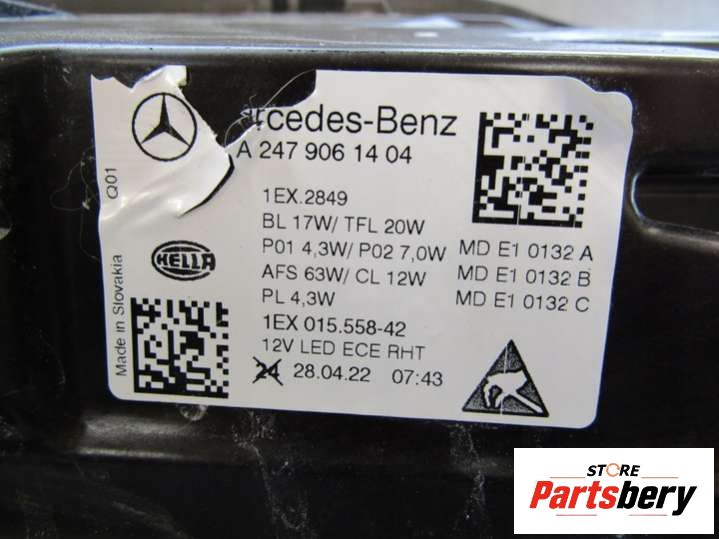 rcedes-Benz
A 247 906 14 04
Q01
1EX.2849
BL 17W/ TFL 20W
P01 4,3W/ P02 7,0W
MD E1 0132 A
HELLA
AFS 63W/ CL 12W
MD E1 0132 B
PL 4,3W
MD E1 0132 C
Made in Slovakia
1EX 015.558-42
12V LED ECE RHT
24 28.04.22 07:43
STORE
Partsbery